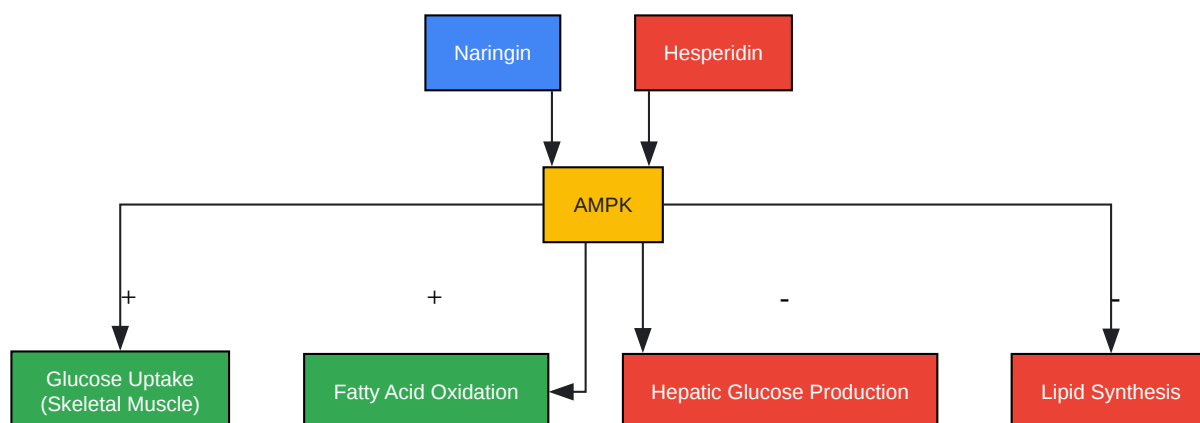 Naringin
Hesperidin
AMPK
+
+
-
-
Glucose Uptake
(Skeletal Muscle)
Fatty Acid Oxidation
Hepatic Glucose Production
Lipid Synthesis